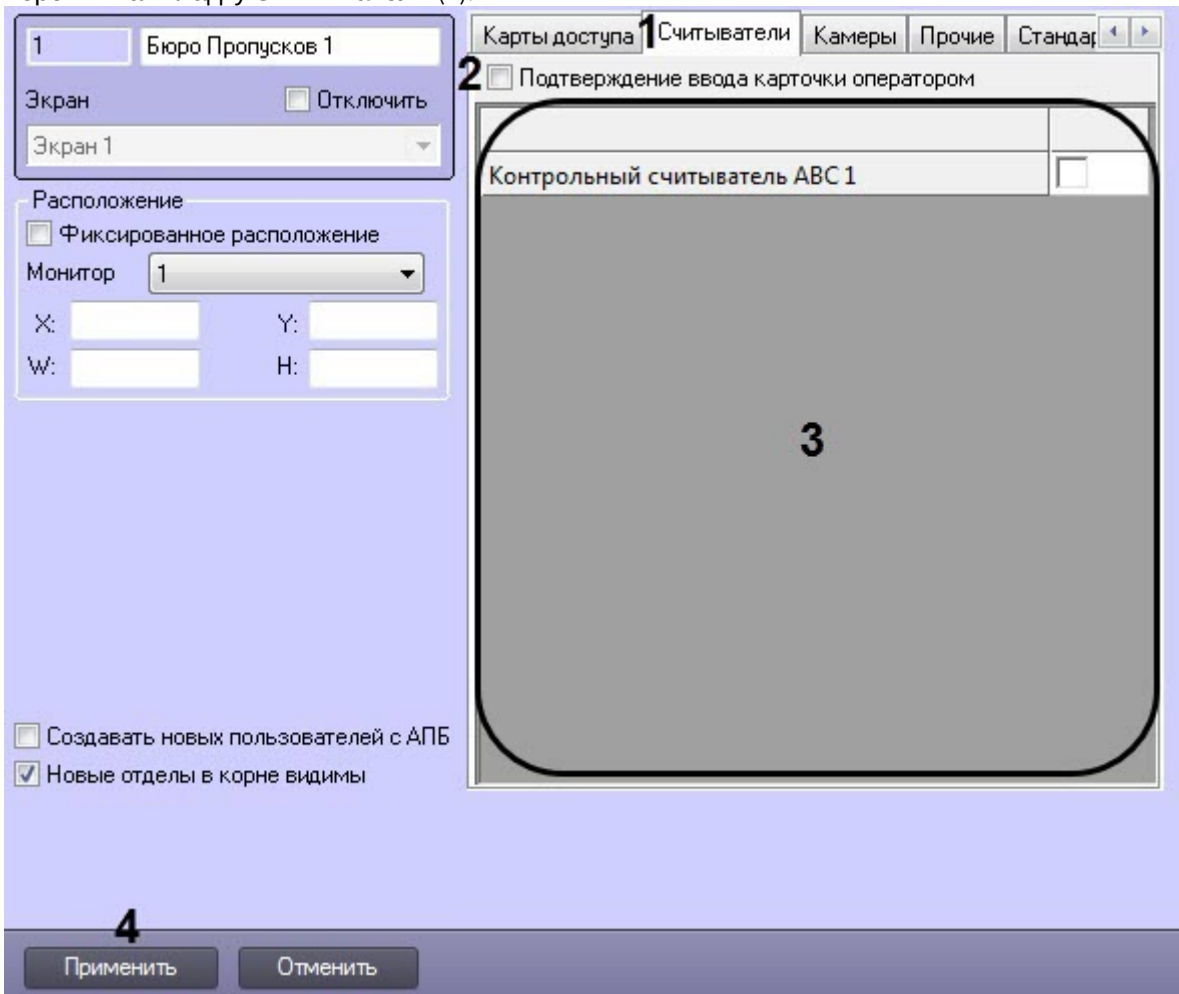 1
Бюро Пропусков 1
Экран
Отключить
Экран 1
Расположение
Фиксированное расположение
Монитор
1
X:
Y:
W:
H:
Создавать новых пользователей с АПБ
Новые отделы в корне видимы
Карты доступа
1
Считыватели
Камеры
Прочие
Станда
2
Подтверждение ввода карточки оператором
Контрольный считыватель ABC 1
3
4
Применить
Отменить